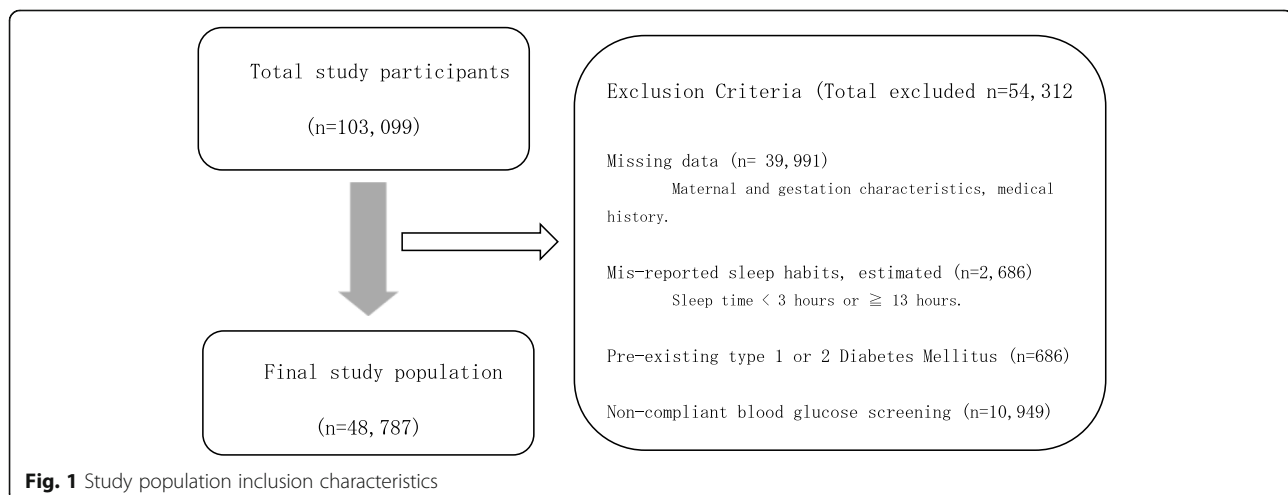 Total study participants
(n=103,099)
Exclusion Criteria (Total excluded n=54,312
Missing data (n= 39,991)
Maternal and gestation characteristics, medical
history.
Mis-reported sleep habits, estimated (n=2,686)
Sleep time < 3 hours or ≧ 13 hours.
Pre-existing type 1 or 2 Diabetes Mellitus (n=686)
Non-compliant blood glucose screening (n=10,949)
Final study population
(n=48,787)
Fig. 1 Study population inclusion characteristics